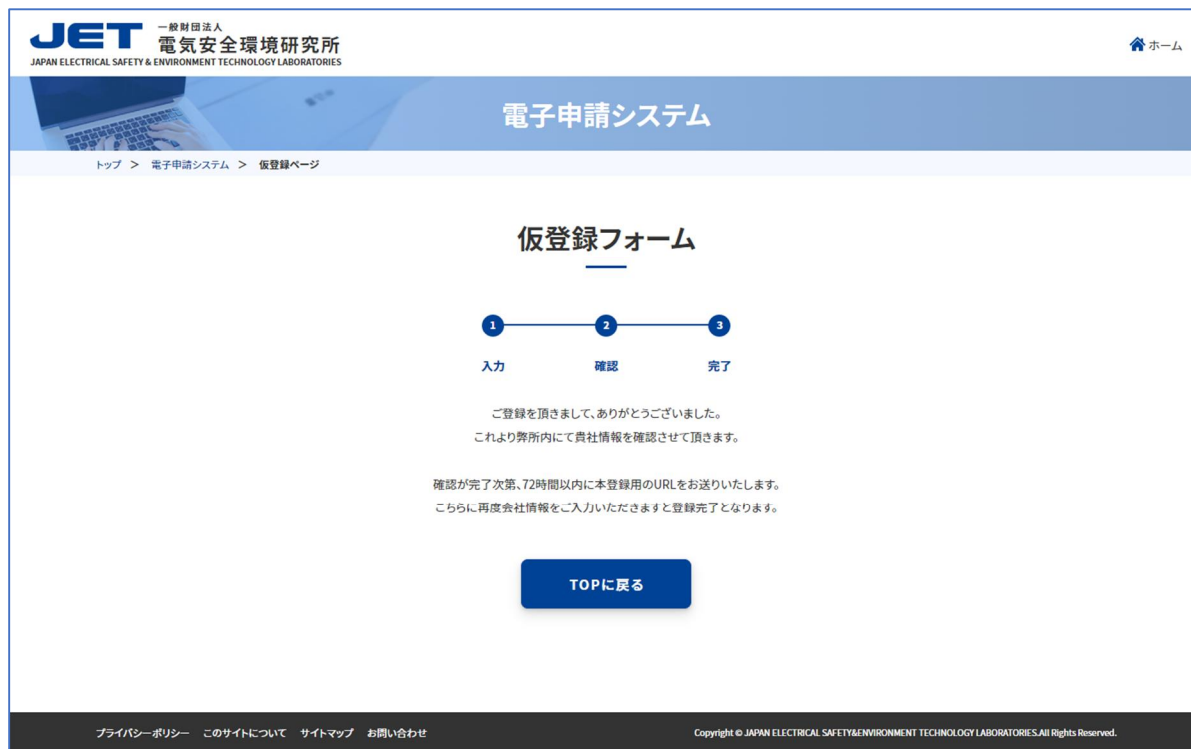 JET
一般財団法人
電気安全環境研究所
JAPAN ELECTRICAL SAFETY & ENVIRONMENT TECHNOLOGY LABORATORIES
ホーム
電子申請システム
トップ > 電子申請システム > 仮登録ページ
仮登録フォーム
1 2 3
入力 確認 完了
ご登録を頂きまして、ありがとうございました。
これより弊所内にて貴社情報を確認させて頂きます。
確認が完了次第、72時間以内に本登録用のURLをお送りいたします。
こちらに再度会社情報をご入力いただきますと登録完了となります。
TOPに戻る
プライバシーポリシー このサイトについて サイトマップ お問い合わせ Copyright © JAPAN ELECTRICAL SAFETY&ENVIRONMENT TECHNOLOGY LABORATORIES.All Rights Reserved.